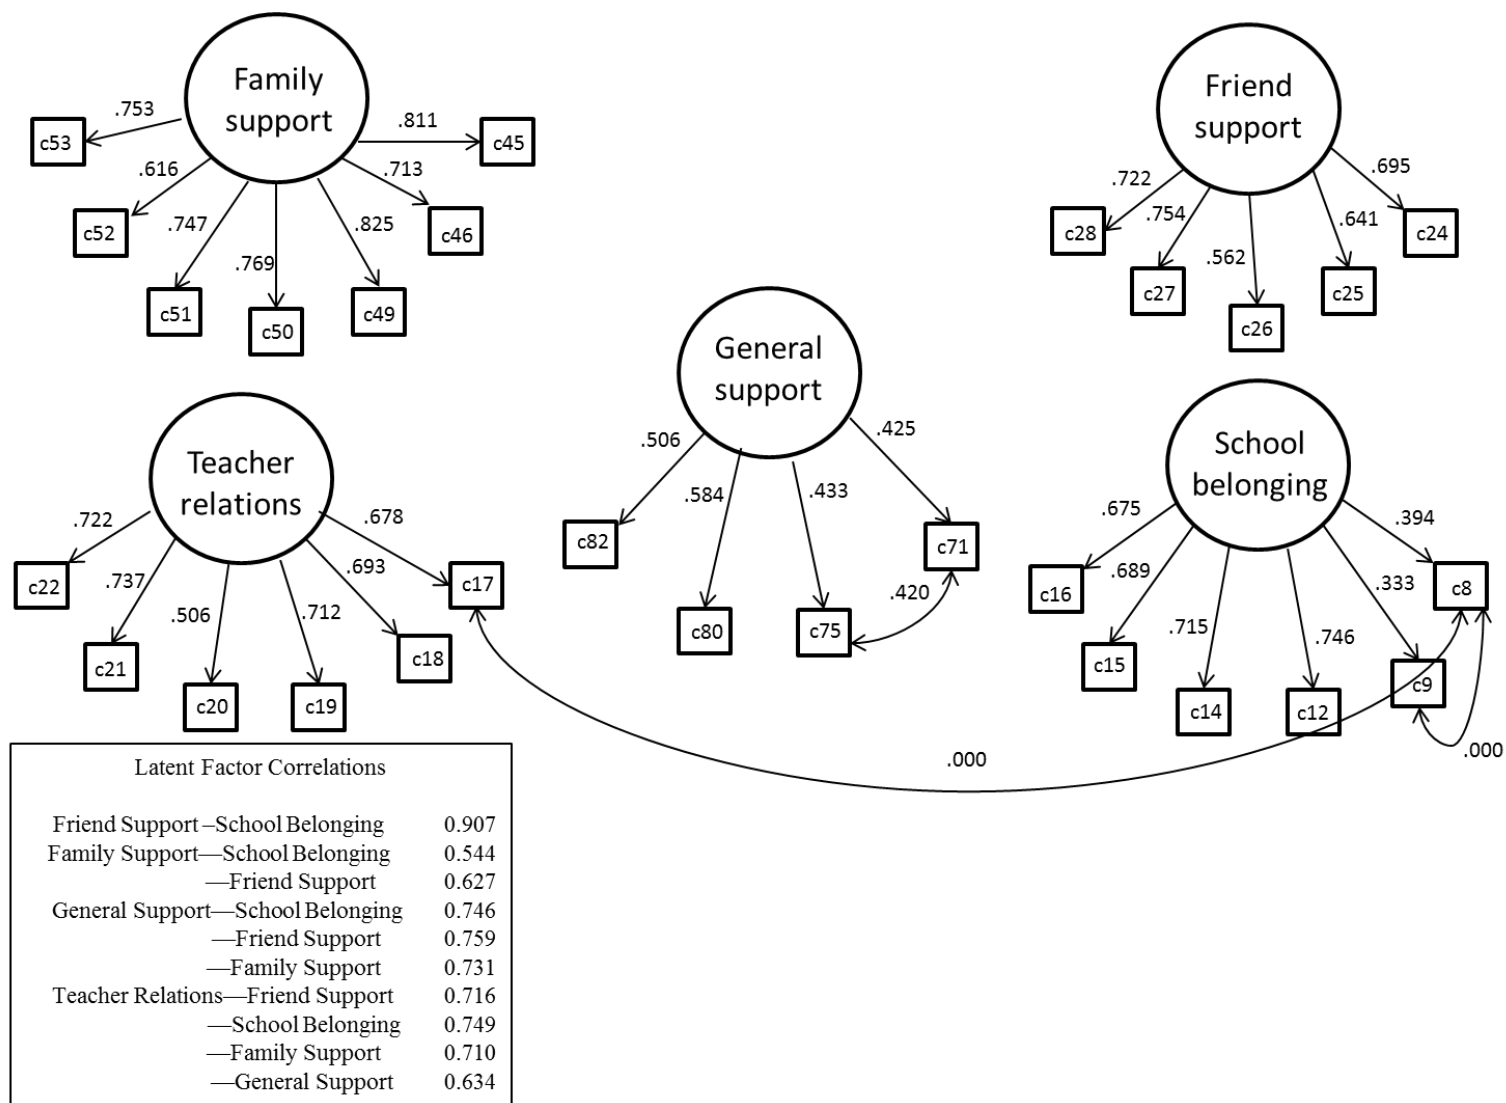 Family
support
.753
.811
c53
c45
.616
.713
c52
.747
.825
c46
.769
c51
c49
c50
Friend
support
.722
.695
.754
.641
c28
c24
.562
c27
c25
c26
General
support
.506
.425
.584
.433
c82
c71
.420
c80
c75
Teacher
relations
.722
.678
.737
.693
c22
c17
.506
.712
c21
c18
c20
c19
School
belonging
.675
.394
.689
.333
c16
c8
.715
.746
c15
c9
c14
c12
.000
.000
Latent Factor Correlations
Friend Support–School Belonging 0.907
Family Support—School Belonging 0.544
—Friend Support 0.627
General Support—School Belonging 0.746
—Friend Support 0.759
—Family Support 0.731
Teacher Relations—Friend Support 0.716
—School Belonging 0.749
—Family Support 0.710
—General Support 0.634